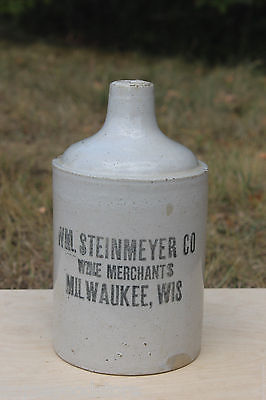 WM. STEINMEYER CO
WINE MERCHANTS
MILWAUKEE, WIS